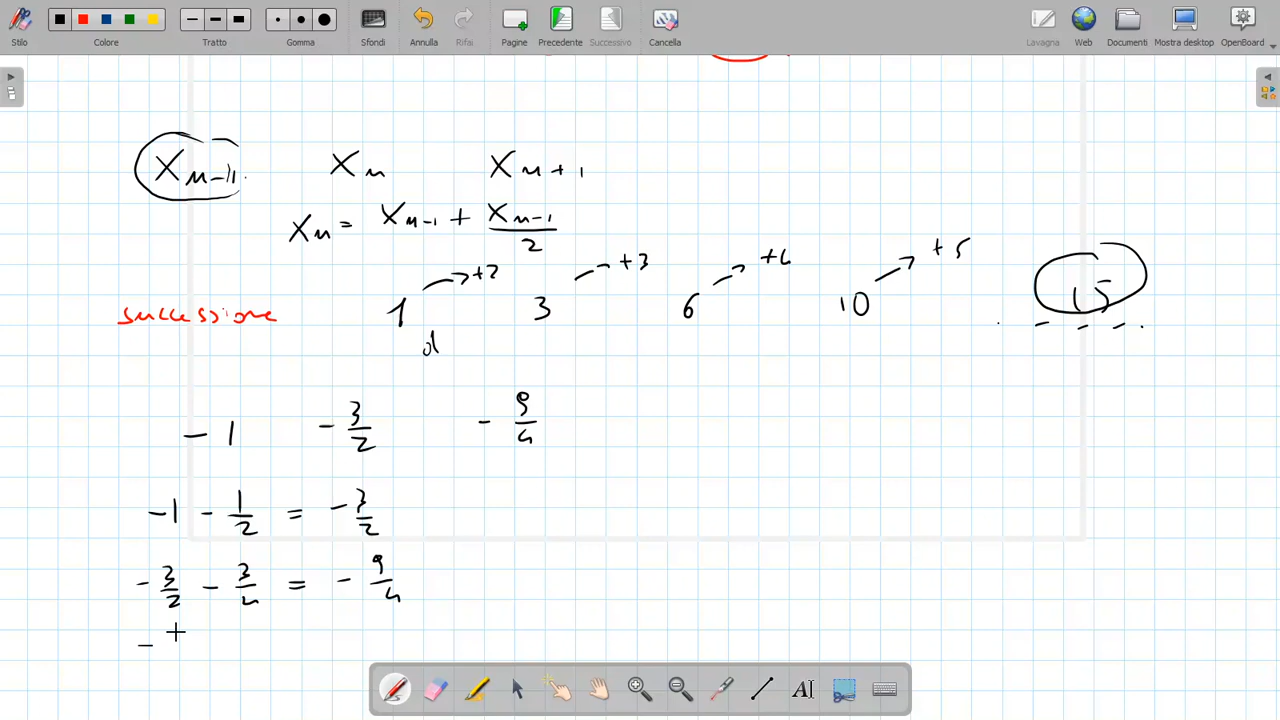 Stilo Colore Tratto Gomma Sfondi Annulla Rifai Pagine Precedente Successivo Cancella Lavagna Web Documenti Mostra desktop OpenBoard
Xn-1 Xn Xn+1
Xn = Xn-1 + Xn-1/2
+2 +3 +4 +5
successione 1 3 6 10 15
d
-1 -3/2 -9/4
-1 - 1/2 = -3/2
-3/2 - 3/4 = -9/4
-